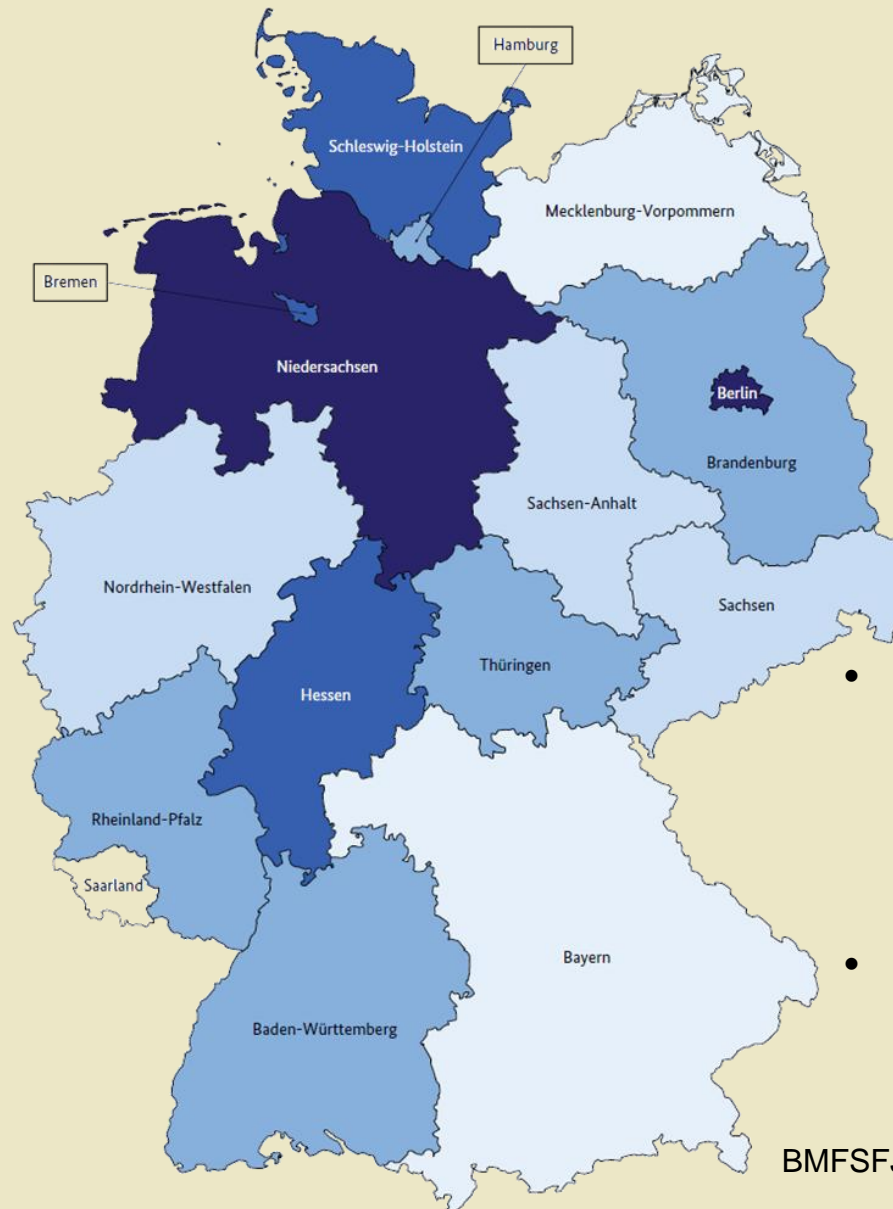 Hamburg
Schleswig-Holstein
Mecklenburg-Vorpommern
Bremen
Niedersachsen
Berlin
Brandenburg
Sachsen-Anhalt
Nordrhein-Westfalen
Sachsen
Thüringen
•
Hessen
Rheinland-Pfalz
Saarland
Bayern
•
Baden-Württemberg
BMFSFJ